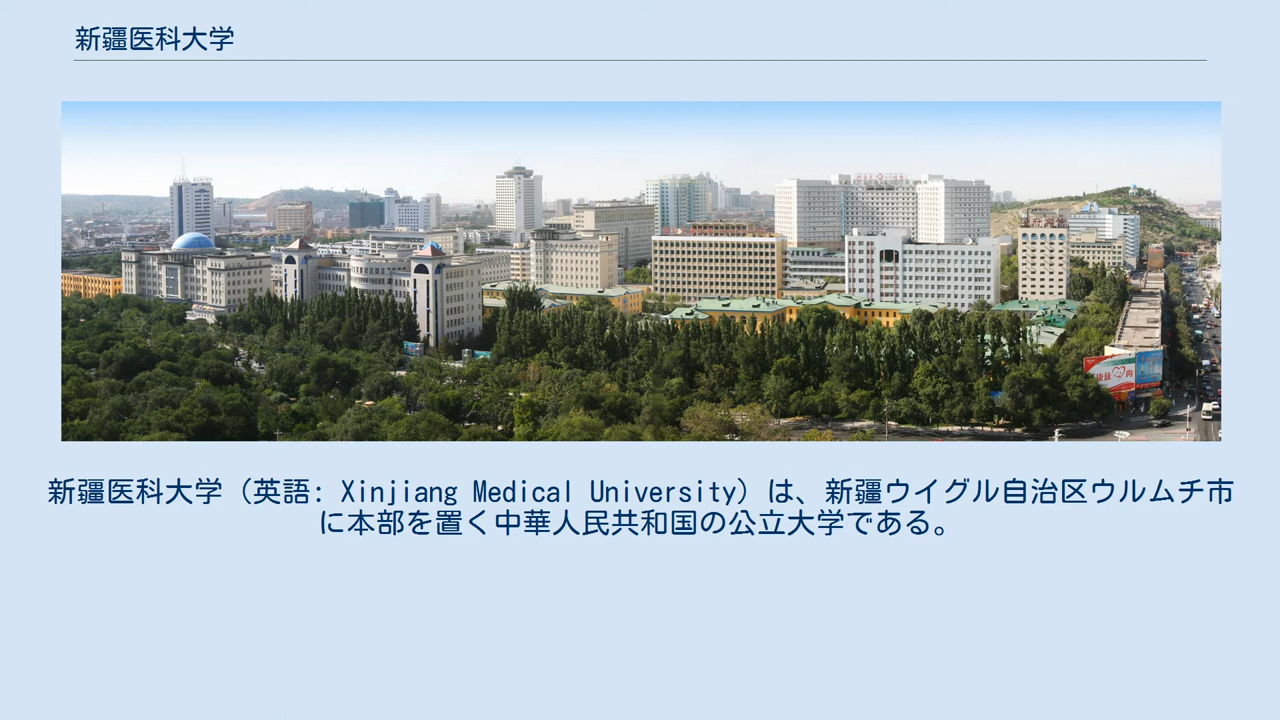 新疆医科大学
新疆医科大学（英語: Xinjiang Medical University）は、新疆ウイグル自治区ウルムチ市
に本部を置く中華人民共和国の公立大学である。